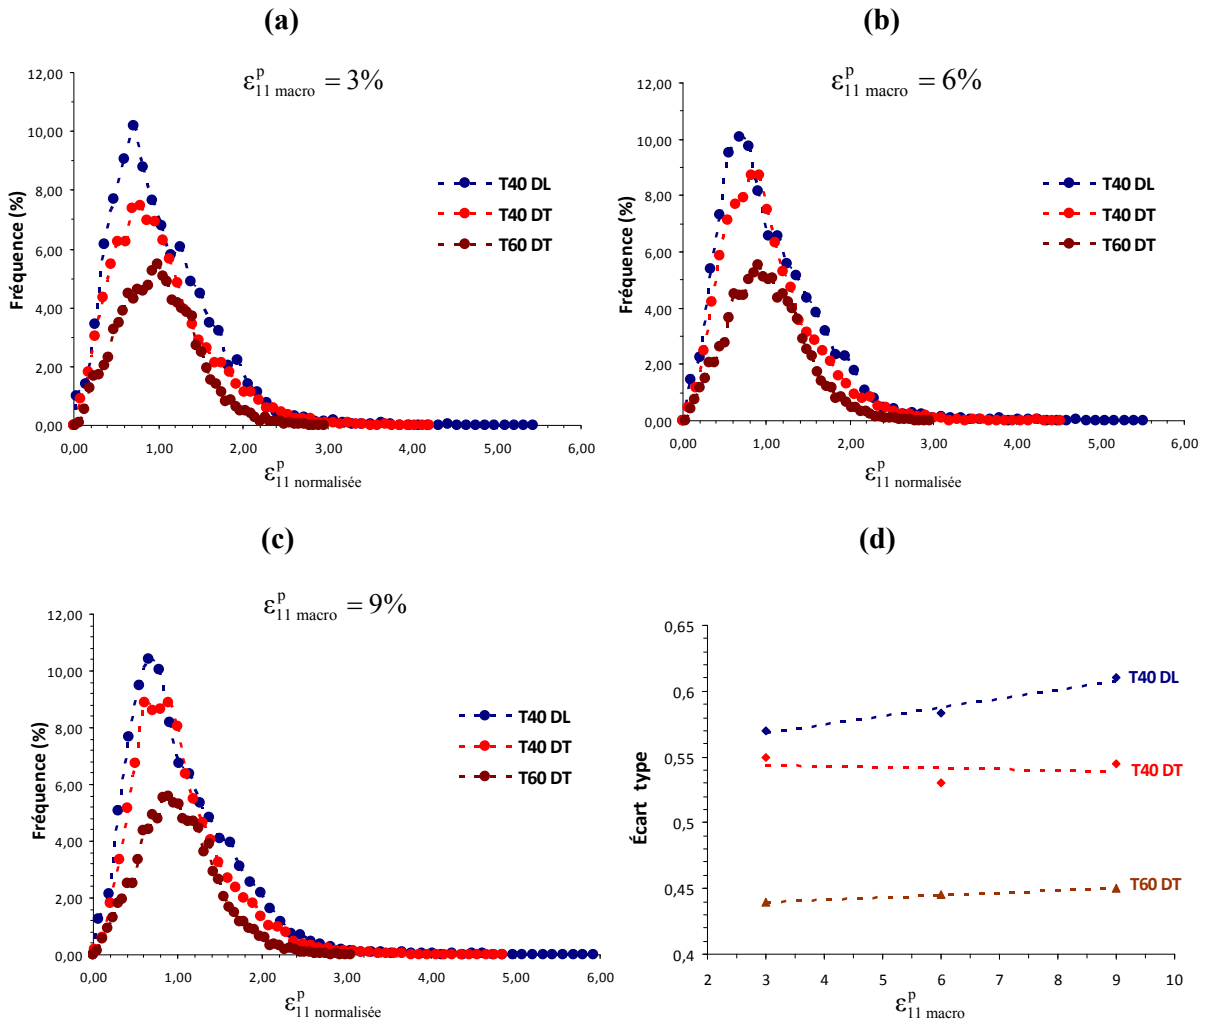 (a)
ε11 macro^p = 3%
12,00
10,00
8,00
6,00
4,00
2,00
0,00
Fréquence (%)
T40 DL
T40 DT
T60 DT
0,00 1,00 2,00 3,00 4,00 5,00 6,00
ε11 normalisée^p
(b)
ε11 macro^p = 6%
12,00
10,00
8,00
6,00
4,00
2,00
0,00
Fréquence (%)
T40 DL
T40 DT
T60 DT
0,00 1,00 2,00 3,00 4,00 5,00 6,00
ε11 normalisée^p
(c)
ε11 macro^p = 9%
12,00
10,00
8,00
6,00
4,00
2,00
0,00
Fréquence (%)
T40 DL
T40 DT
T60 DT
0,00 1,00 2,00 3,00 4,00 5,00 6,00
ε11 normalisée^p
(d)
0,65
0,6
0,55
0,5
0,45
0,4
Écart type
T40 DL
T40 DT
T60 DT
2 3 4 5 6 7 8 9 10
ε11 macro^p